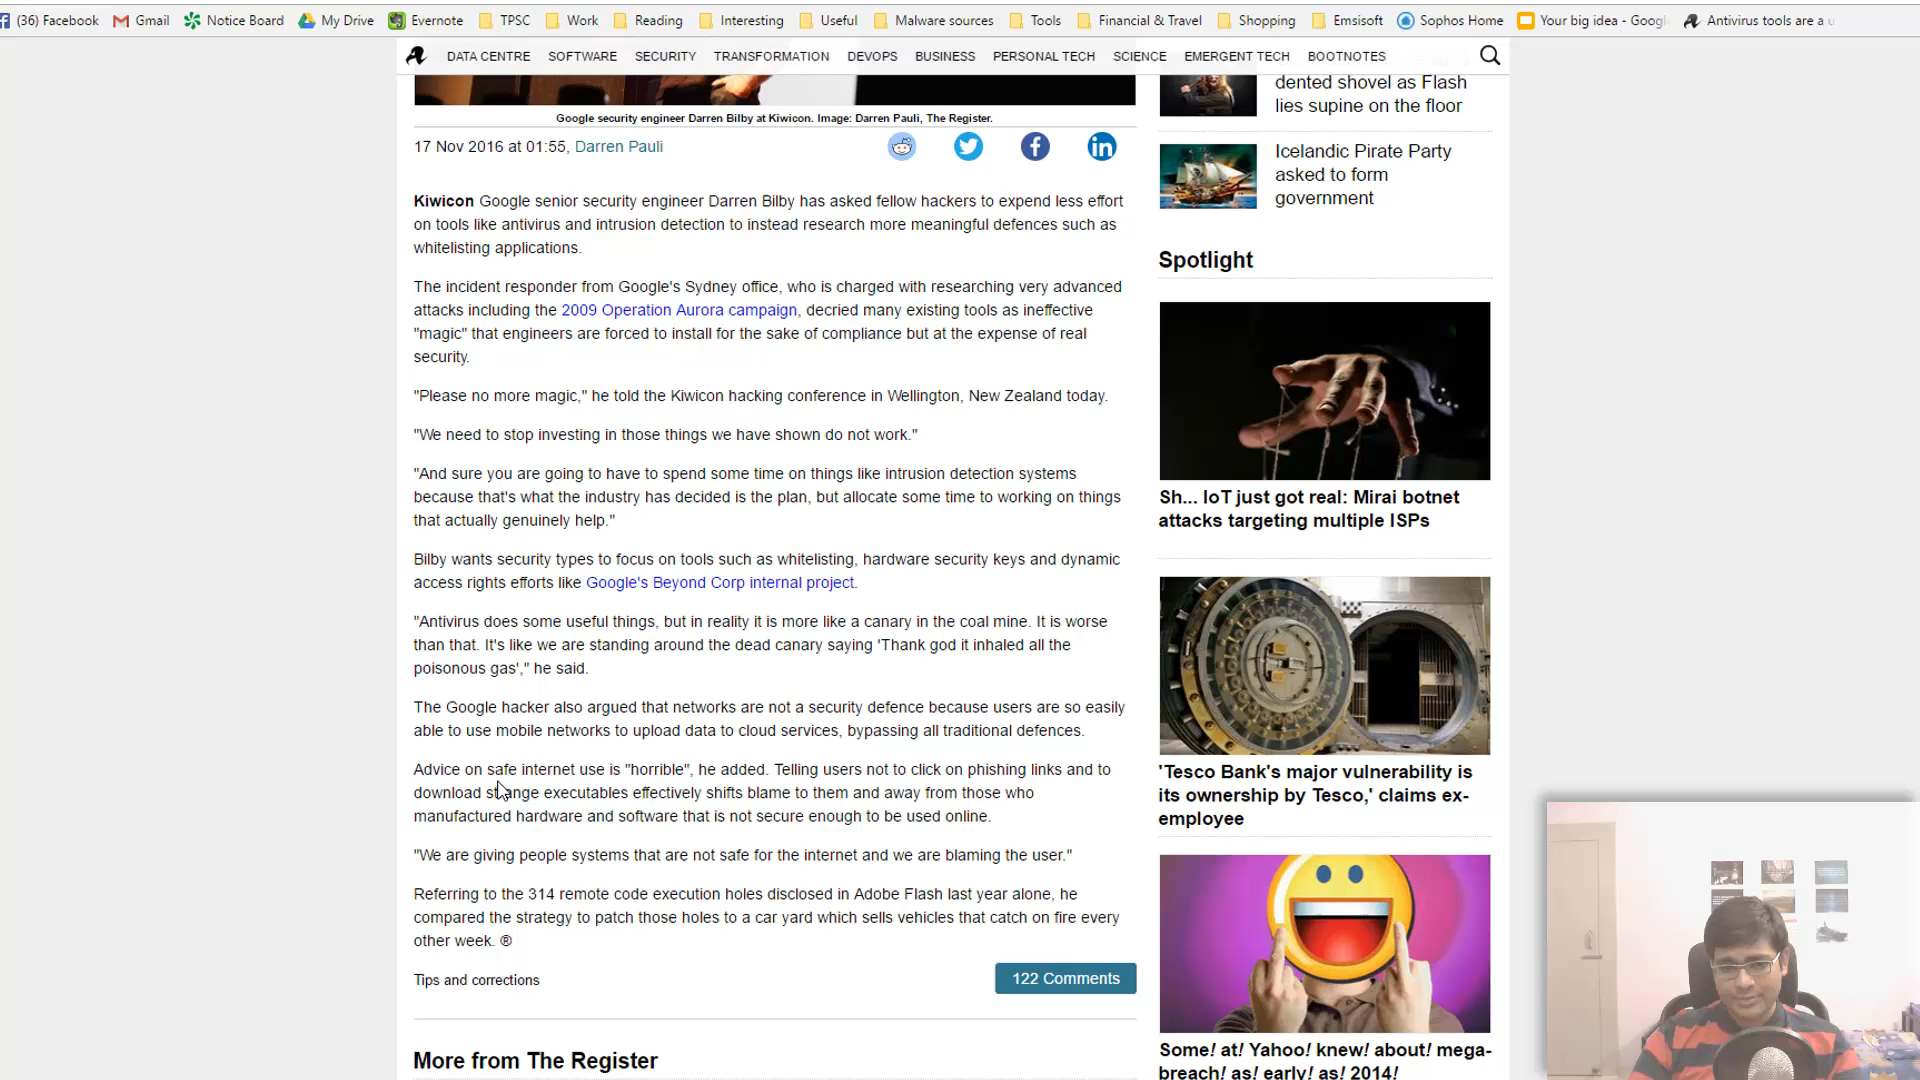 (36) Facebook
Gmail
Notice Board
My Drive
Evernote
TPSC
Work
Reading
Interesting
Useful
Malware sources
Tools
Financial & Travel
Shopping
Emsisoft
Sophos Home
Your big idea - Googl
Antivirus tools are a u
DATA CENTRE
SOFTWARE
SECURITY
TRANSFORMATION
DEVOPS
BUSINESS
PERSONAL TECH
SCIENCE
EMERGENT TECH
BOOTNOTES
Google security engineer Darren Bilby at Kiwicon. Image: Darren Pauli, The Register.
17 Nov 2016 at 01:55, Darren Pauli
Kiwicon Google senior security engineer Darren Bilby has asked fellow hackers to expend less effort
on tools like antivirus and intrusion detection to instead research more meaningful defences such as
whitelisting applications.
The incident responder from Google's Sydney office, who is charged with researching very advanced
attacks including the 2009 Operation Aurora campaign, decried many existing tools as ineffective
"magic" that engineers are forced to install for the sake of compliance but at the expense of real
security.
"Please no more magic," he told the Kiwicon hacking conference in Wellington, New Zealand today.
"We need to stop investing in those things we have shown do not work."
"And sure you are going to have to spend some time on things like intrusion detection systems
because that's what the industry has decided is the plan, but allocate some time to working on things
that actually genuinely help."
Bilby wants security types to focus on tools such as whitelisting, hardware security keys and dynamic
access rights efforts like Google's Beyond Corp internal project.
"Antivirus does some useful things, but in reality it is more like a canary in the coal mine. It is worse
than that. It's like we are standing around the dead canary saying 'Thank god it inhaled all the
poisonous gas'," he said.
The Google hacker also argued that networks are not a security defence because users are so easily
able to use mobile networks to upload data to cloud services, bypassing all traditional defences.
Advice on safe internet use is "horrible", he added. Telling users not to click on phishing links and to
download strange executables effectively shifts blame to them and away from those who
manufactured hardware and software that is not secure enough to be used online.
"We are giving people systems that are not safe for the internet and we are blaming the user."
Referring to the 314 remote code execution holes disclosed in Adobe Flash last year alone, he
compared the strategy to patch those holes to a car yard which sells vehicles that catch on fire every
other week. ®
Tips and corrections
122 Comments
More from The Register
dented shovel as Flash
lies supine on the floor
Icelandic Pirate Party
asked to form
government
Spotlight
Sh... IoT just got real: Mirai botnet
attacks targeting multiple ISPs
'Tesco Bank's major vulnerability is
its ownership by Tesco,' claims ex-
employee
Some! at! Yahoo! knew! about! mega-
breach! as! early! as! 2014!